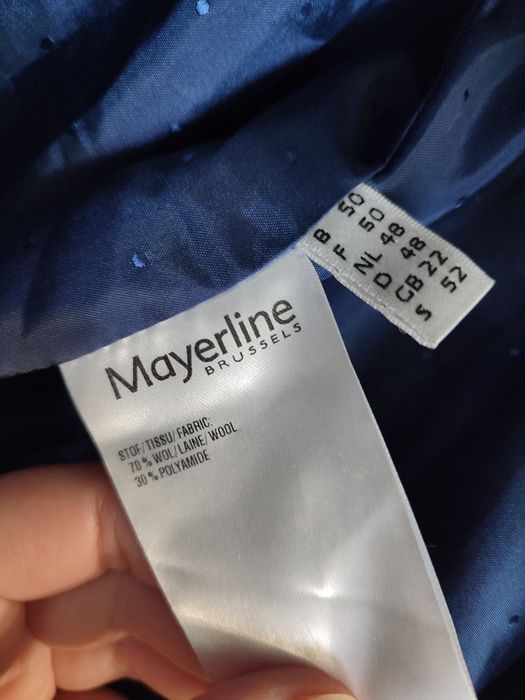 B 50
F 50
NL 48
D 48
GB 22
S 52
Mayerline
BRUSSELS
STOF/TISSU/FABRIC:
70% WOL/LAINE/WOOL
30% POLYAMIDE